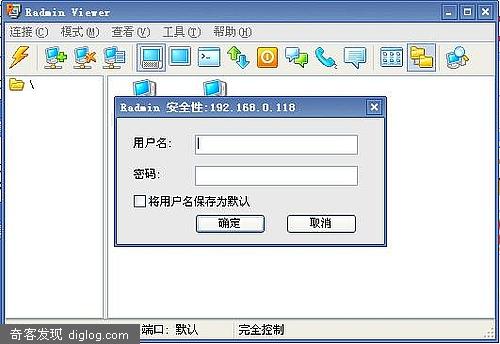 Radmin Viewer
连接(C) 模式(M) 查看(V) 工具(T) 帮助(H)
\
Radmin 安全性:192.168.0.118
用户名:
密码:
将用户名保存为默认
确定 取消
端口: 默认 完全控制
奇客发现 diglog.com